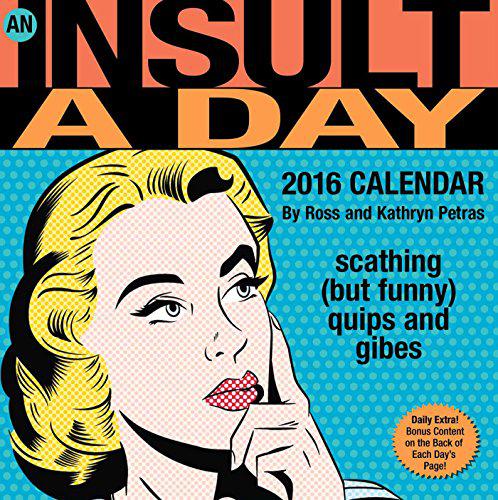 AN
INSULT
A DAY
2016 CALENDAR
By Ross and Kathryn Petras
scathing
(but funny)
quips and
gibes
Daily Extra!
Bonus Content
on the Back of
Each Day's
Page!